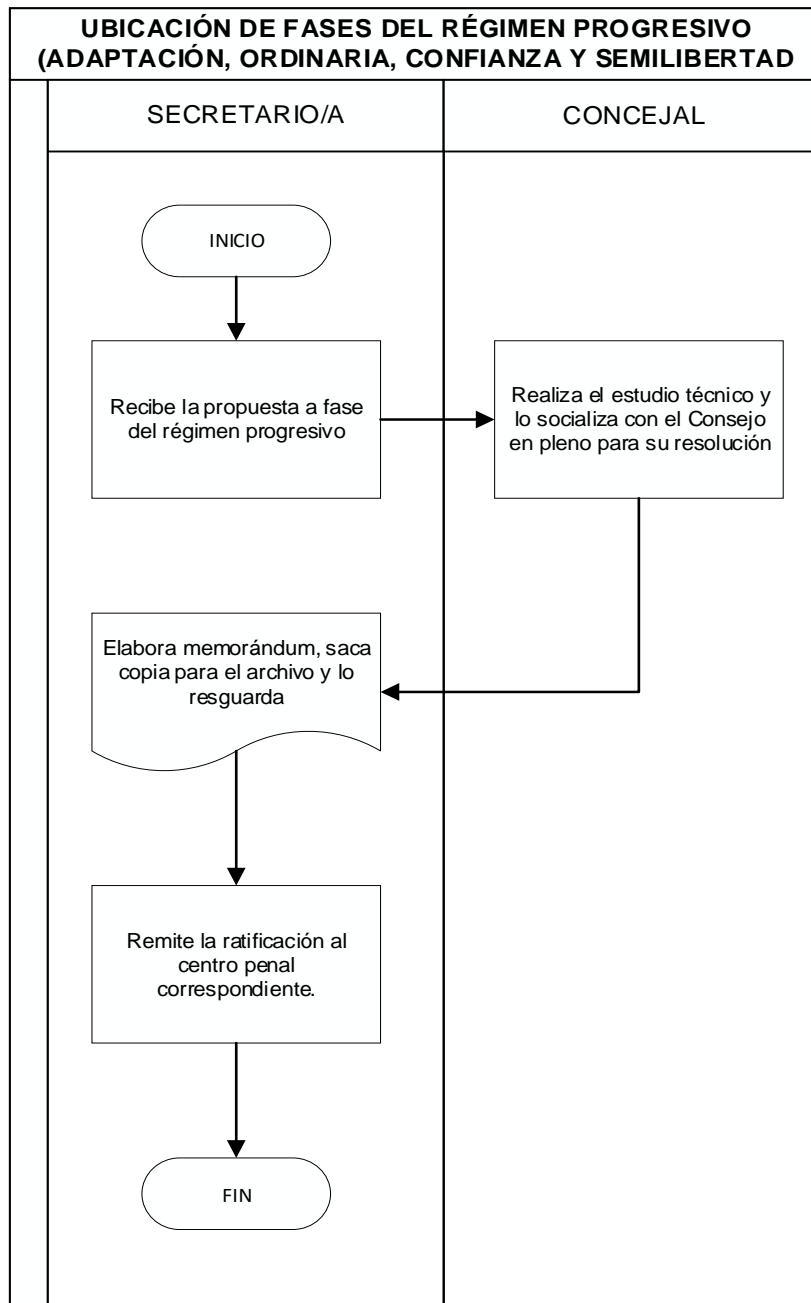 UBICACIÓN DE FASES DEL RÉGIMEN PROGRESIVO
(ADAPTACIÓN, ORDINARIA, CONFIANZA Y SEMILIBERTAD
SECRETARIO/A
CONCEJAL
INICIO
Recibe la propuesta a fase
del régimen progresivo
Realiza el estudio técnico y
lo socializa con el Consejo
en pleno para su resolución
Elabora memorándum, saca
copia para el archivo y lo
resguarda
Remite la ratificación al
centro penal
correspondiente.
FIN